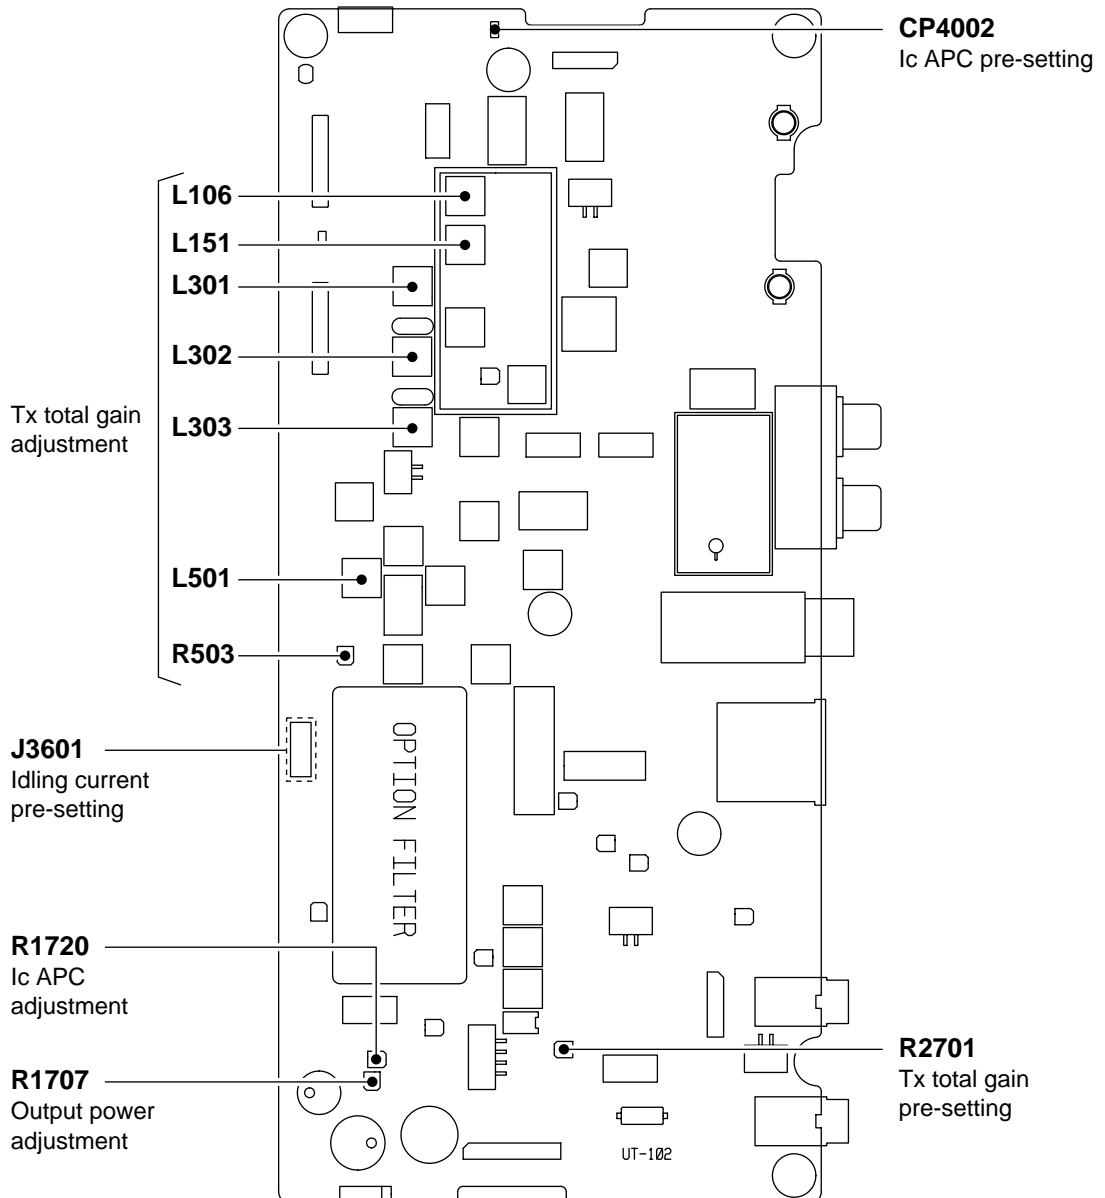 CP4002
Ic APC pre-setting
L106
L151
L301
L302
Tx total gain
adjustment
L303
L501
R503
J3601
Idling current
pre-setting
OPTION FILTER
R1720
Ic APC
adjustment
R1707
Output power
adjustment
R2701
Tx total gain
pre-setting
UT-102